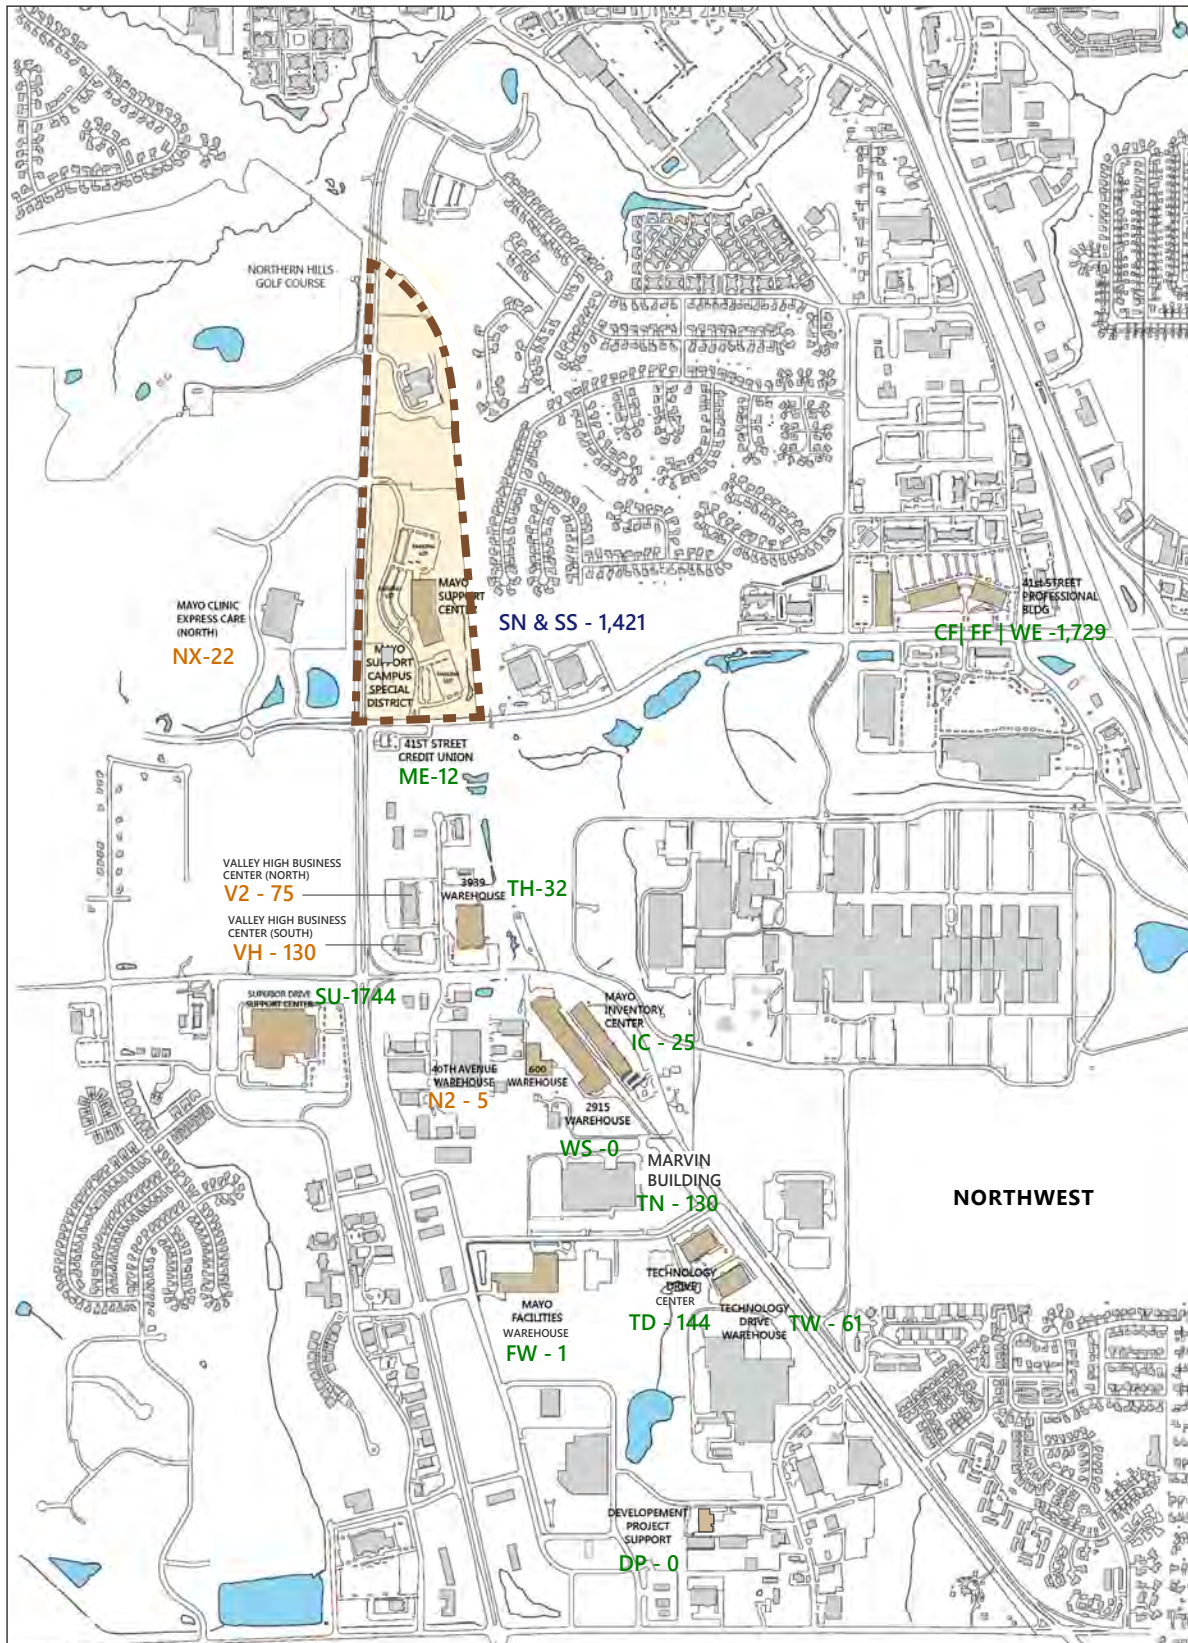 NORTHERN HILLS
GOLF COURSE
PARKING
LOT
MAYO
SUPPORT
CENTER
41st STREET
PROFESSIONAL
BLDG
CF| FF | WE -1,729
MAYO CLINIC
EXPRESS CARE
(NORTH)
NX-22
SN & SS - 1,421
MAYO
SUPPORT
CAMPUS
SPECIAL
DISTRICT
41ST STREET
CREDIT UNION
ME-12
VALLEY HIGH BUSINESS
CENTER (NORTH)
V2 - 75
3939
WAREHOUSE
TH-32
VALLEY HIGH BUSINESS
CENTER (SOUTH)
VH - 130
SUPERIOR DRIVE
SUPPORT CENTER
SU-1744
MAYO
INVENTORY
CENTER
IC - 25
40TH AVENUE
WAREHOUSE
N2 - 5
600
WAREHOUSE
2915
WAREHOUSE
WS -0
MARVIN
BUILDING
TN - 130
NORTHWEST
TECHNOLOGY
DRIVE
CENTER
TD - 144
TECHNOLOGY
DRIVE
WAREHOUSE
TW - 61
MAYO
FACILITIES
WAREHOUSE
FW - 1
DEVELOPEMENT
PROJECT
SUPPORT
DP - 0